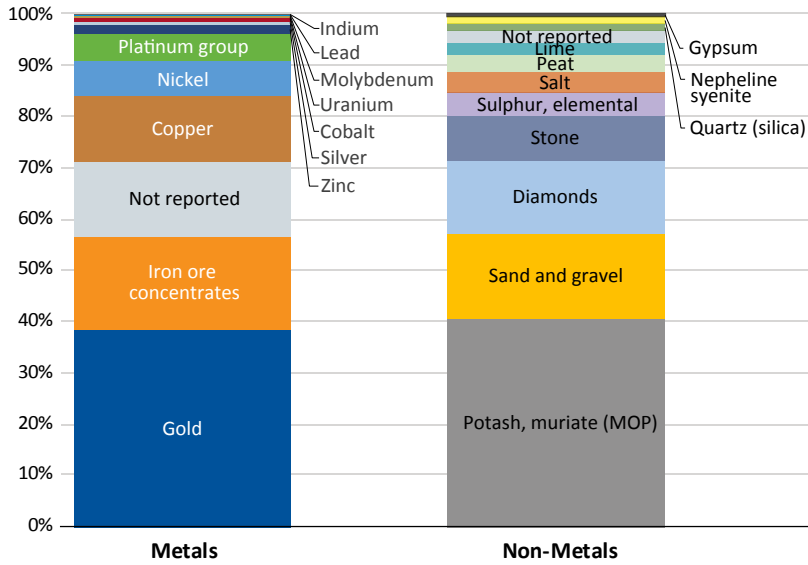 100%
90%
80%
70%
60%
50%
40%
30%
20%
10%
0%
Platinum group
Nickel
Copper
Not reported
Iron ore
concentrates
Gold
Indium
Lead
Molybdenum
Uranium
Cobalt
Silver
Zinc
Not reported
Lime
Peat
Salt
Sulphur, elemental
Stone
Diamonds
Sand and gravel
Potash, muriate (MOP)
Gypsum
Nepheline
syenite
Quartz (silica)
Metals
Non-Metals